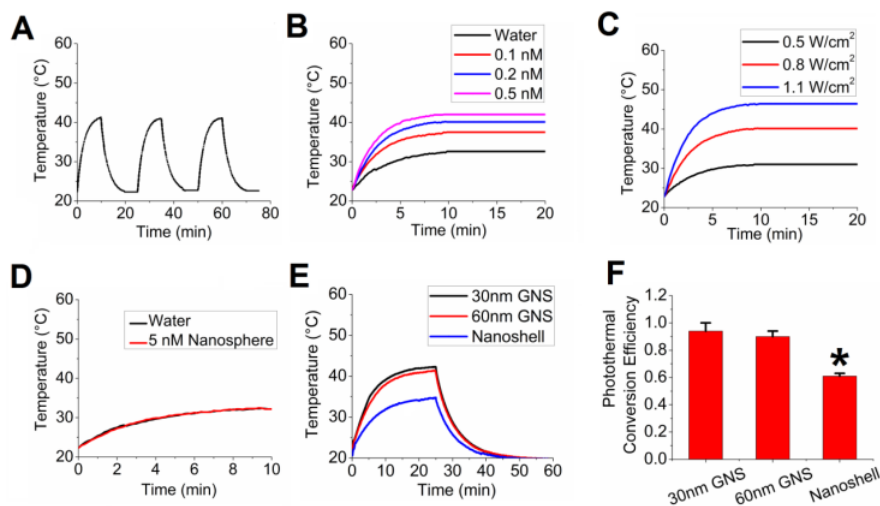 A
Temperature (°C)
60
50
40
30
20
0 20 40 60 80
Time (min)
B
Temperature (°C)
60
50
40
30
20
Water
0.1 nM
0.2 nM
0.5 nM
0 5 10 15 20
Time (min)
C
Temperature (°C)
60
50
40
30
20
0.5 W/cm²
0.8 W/cm²
1.1 W/cm²
0 5 10 15 20
Time (min)
D
Temperature (°C)
60
50
40
30
20
Water
5 nM Nanosphere
0 2 4 6 8 10
Time (min)
E
Temperature (°C)
60
50
40
30
20
30nm GNS
60nm GNS
Nanoshell
0 10 20 30 40 50 60
Time (min)
F
Photothermal
Conversion Efficiency
1.2
1.0
0.8
0.6
0.4
0.2
0.0
*
30nm GNS
60nm GNS
Nanoshell